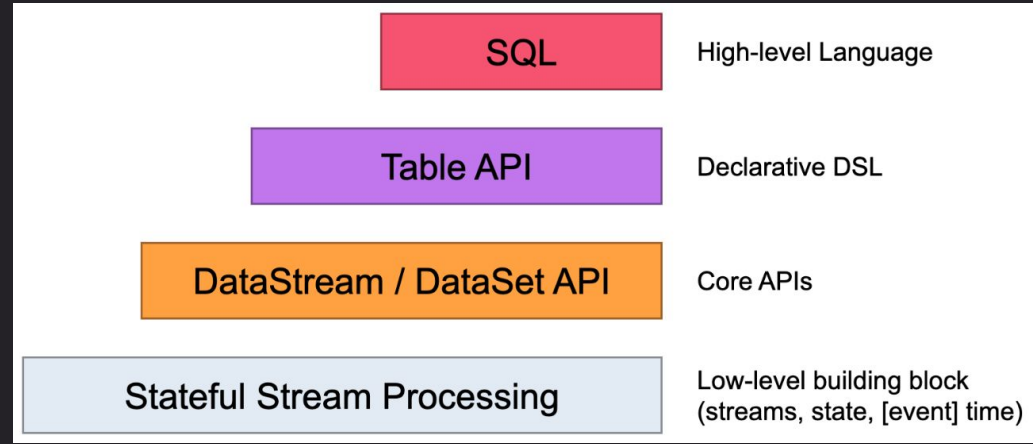 SQL
High-level Language
Table API
Declarative DSL
DataStream / DataSet API
Core APIs
Stateful Stream Processing
Low-level building block
(streams, state, [event] time)